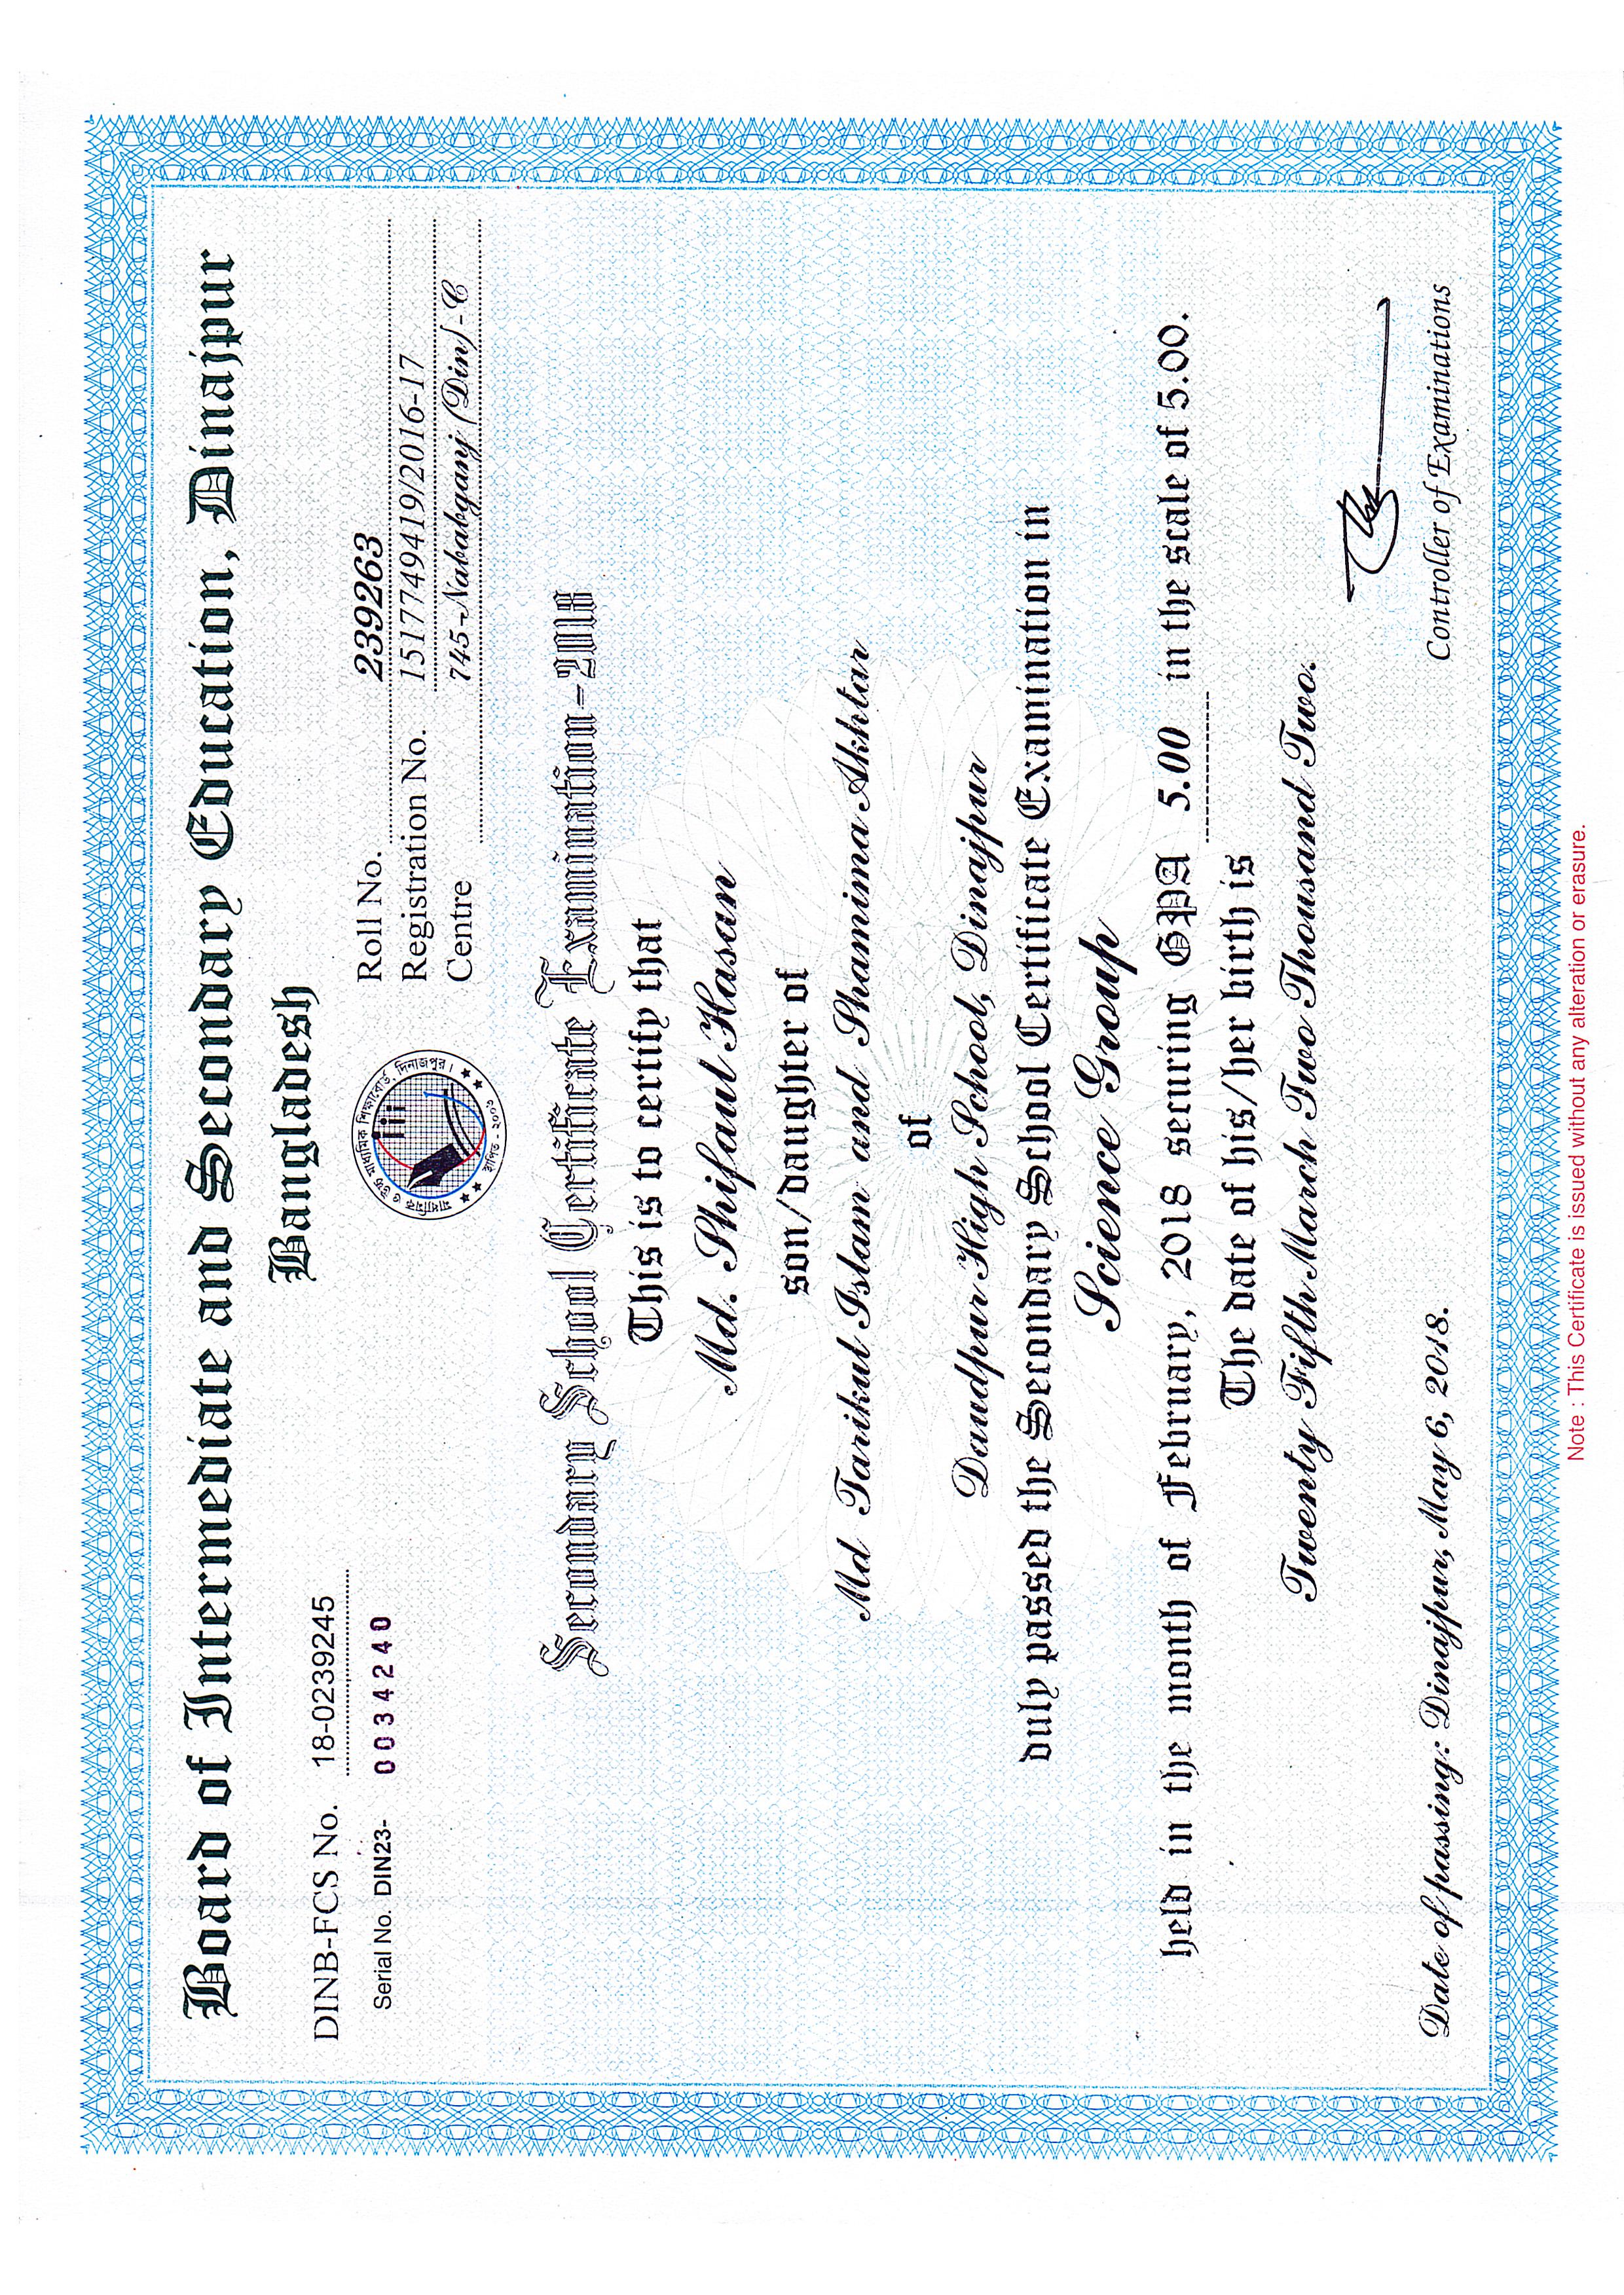 Board of Intermediate and Secondary Education, Dinajpur
Bangladesh
DINB-FCS No. 18-0239245
Serial No. DIN23- 0034240
মাধ্যমিক ও উচ্চ মাধ্যমিক শিক্ষাবোর্ড, দিনাজপুর।
স্থাপিত - ২০০৬
Roll No. 239263
Registration No. 1517749419/2016-17
Centre 745-Nababganj (Din)-C
Secondary School Certificate Examination-2018
This is to certify that
Md. Shifaul Hasan
son/daughter of
Md Tarikul Islam and Shamima Akhtar
of
Daudpur High School, Dinajpur
duly passed the Secondary School Certificate Examination in
Science Group
held in the month of February, 2018 securing GPA 5.00 in the scale of 5.00.
The date of his/her birth is
Twenty Fifth March Two Thousand Two.
Date of passing: Dinajpur, May 6, 2018.
Controller of Examinations
Note : This Certificate is issued without any alteration or erasure.